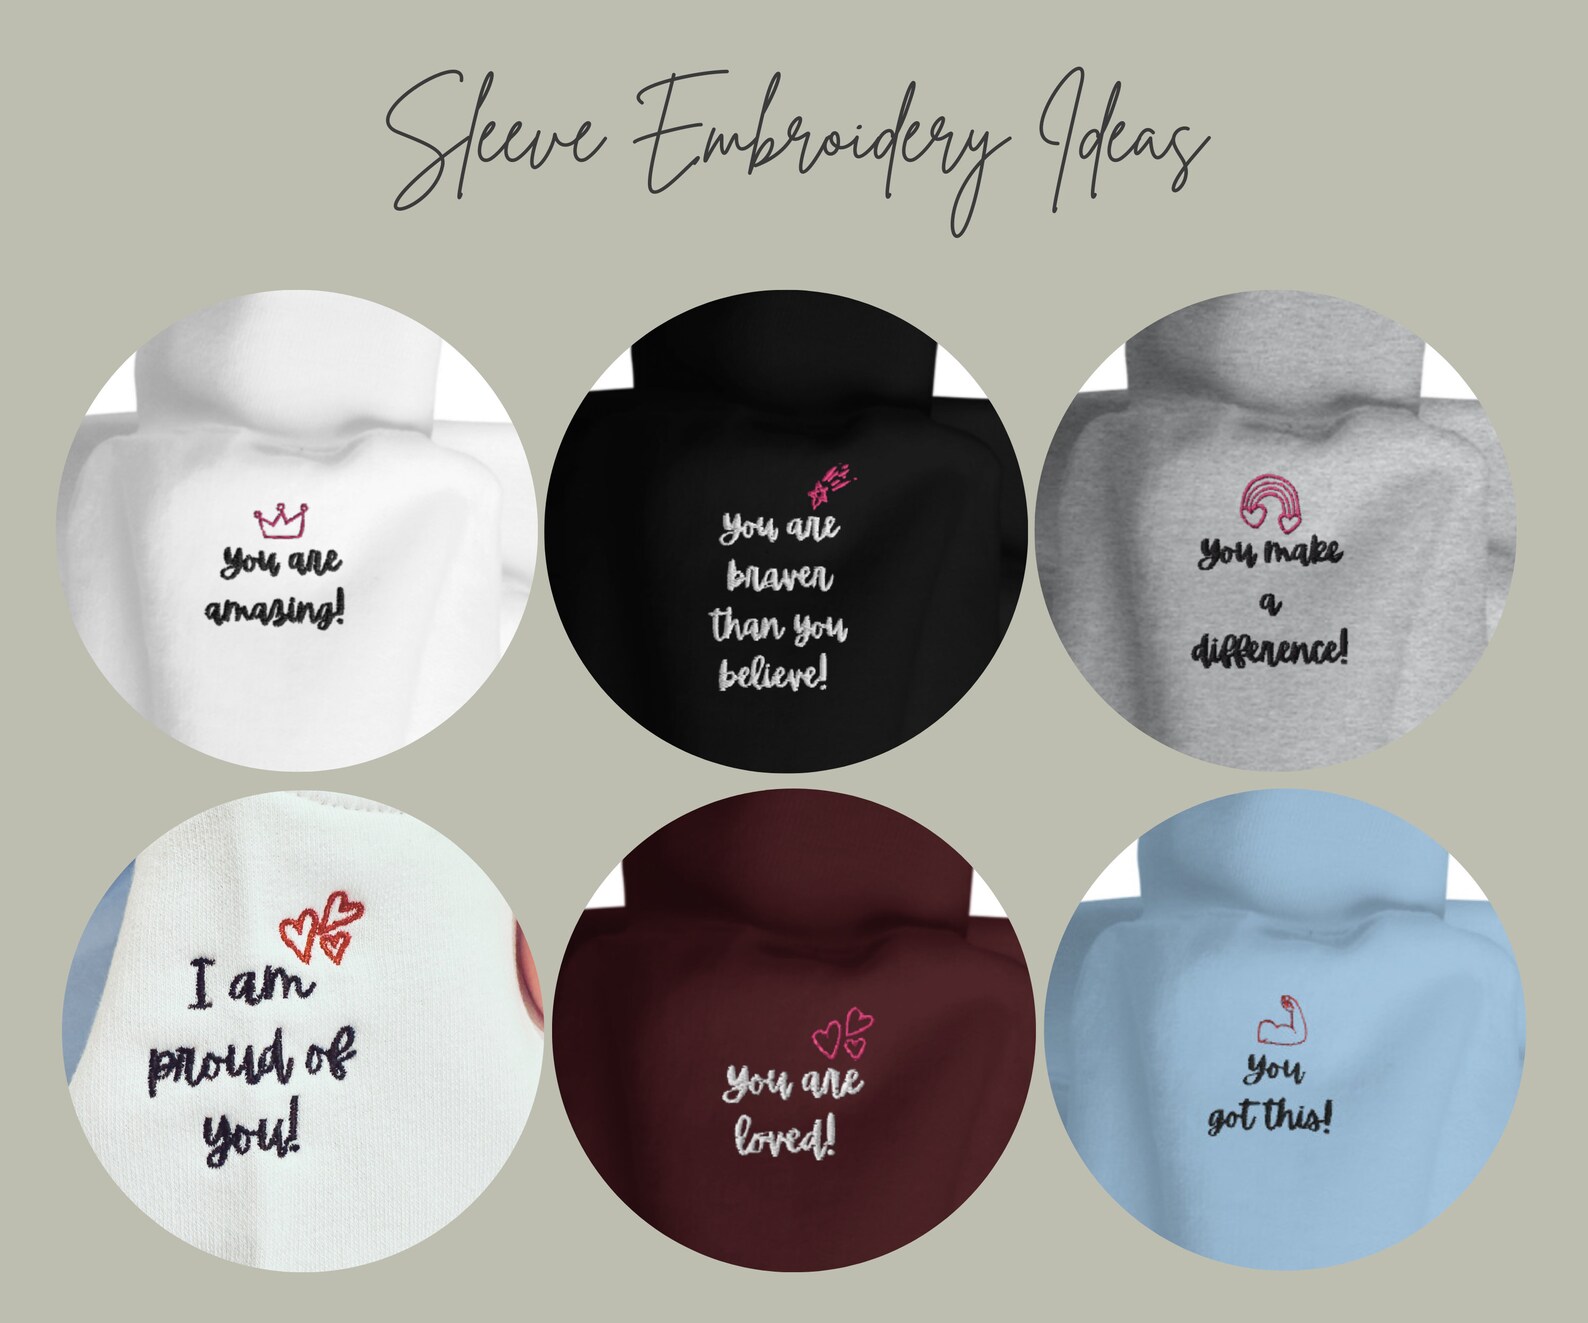 Sleeve Embroidery Ideas
You are
amazing!
You are
braver
than you
believe!
You make
a
difference!
I am
proud of
you!
You are
loved!
You
got this!